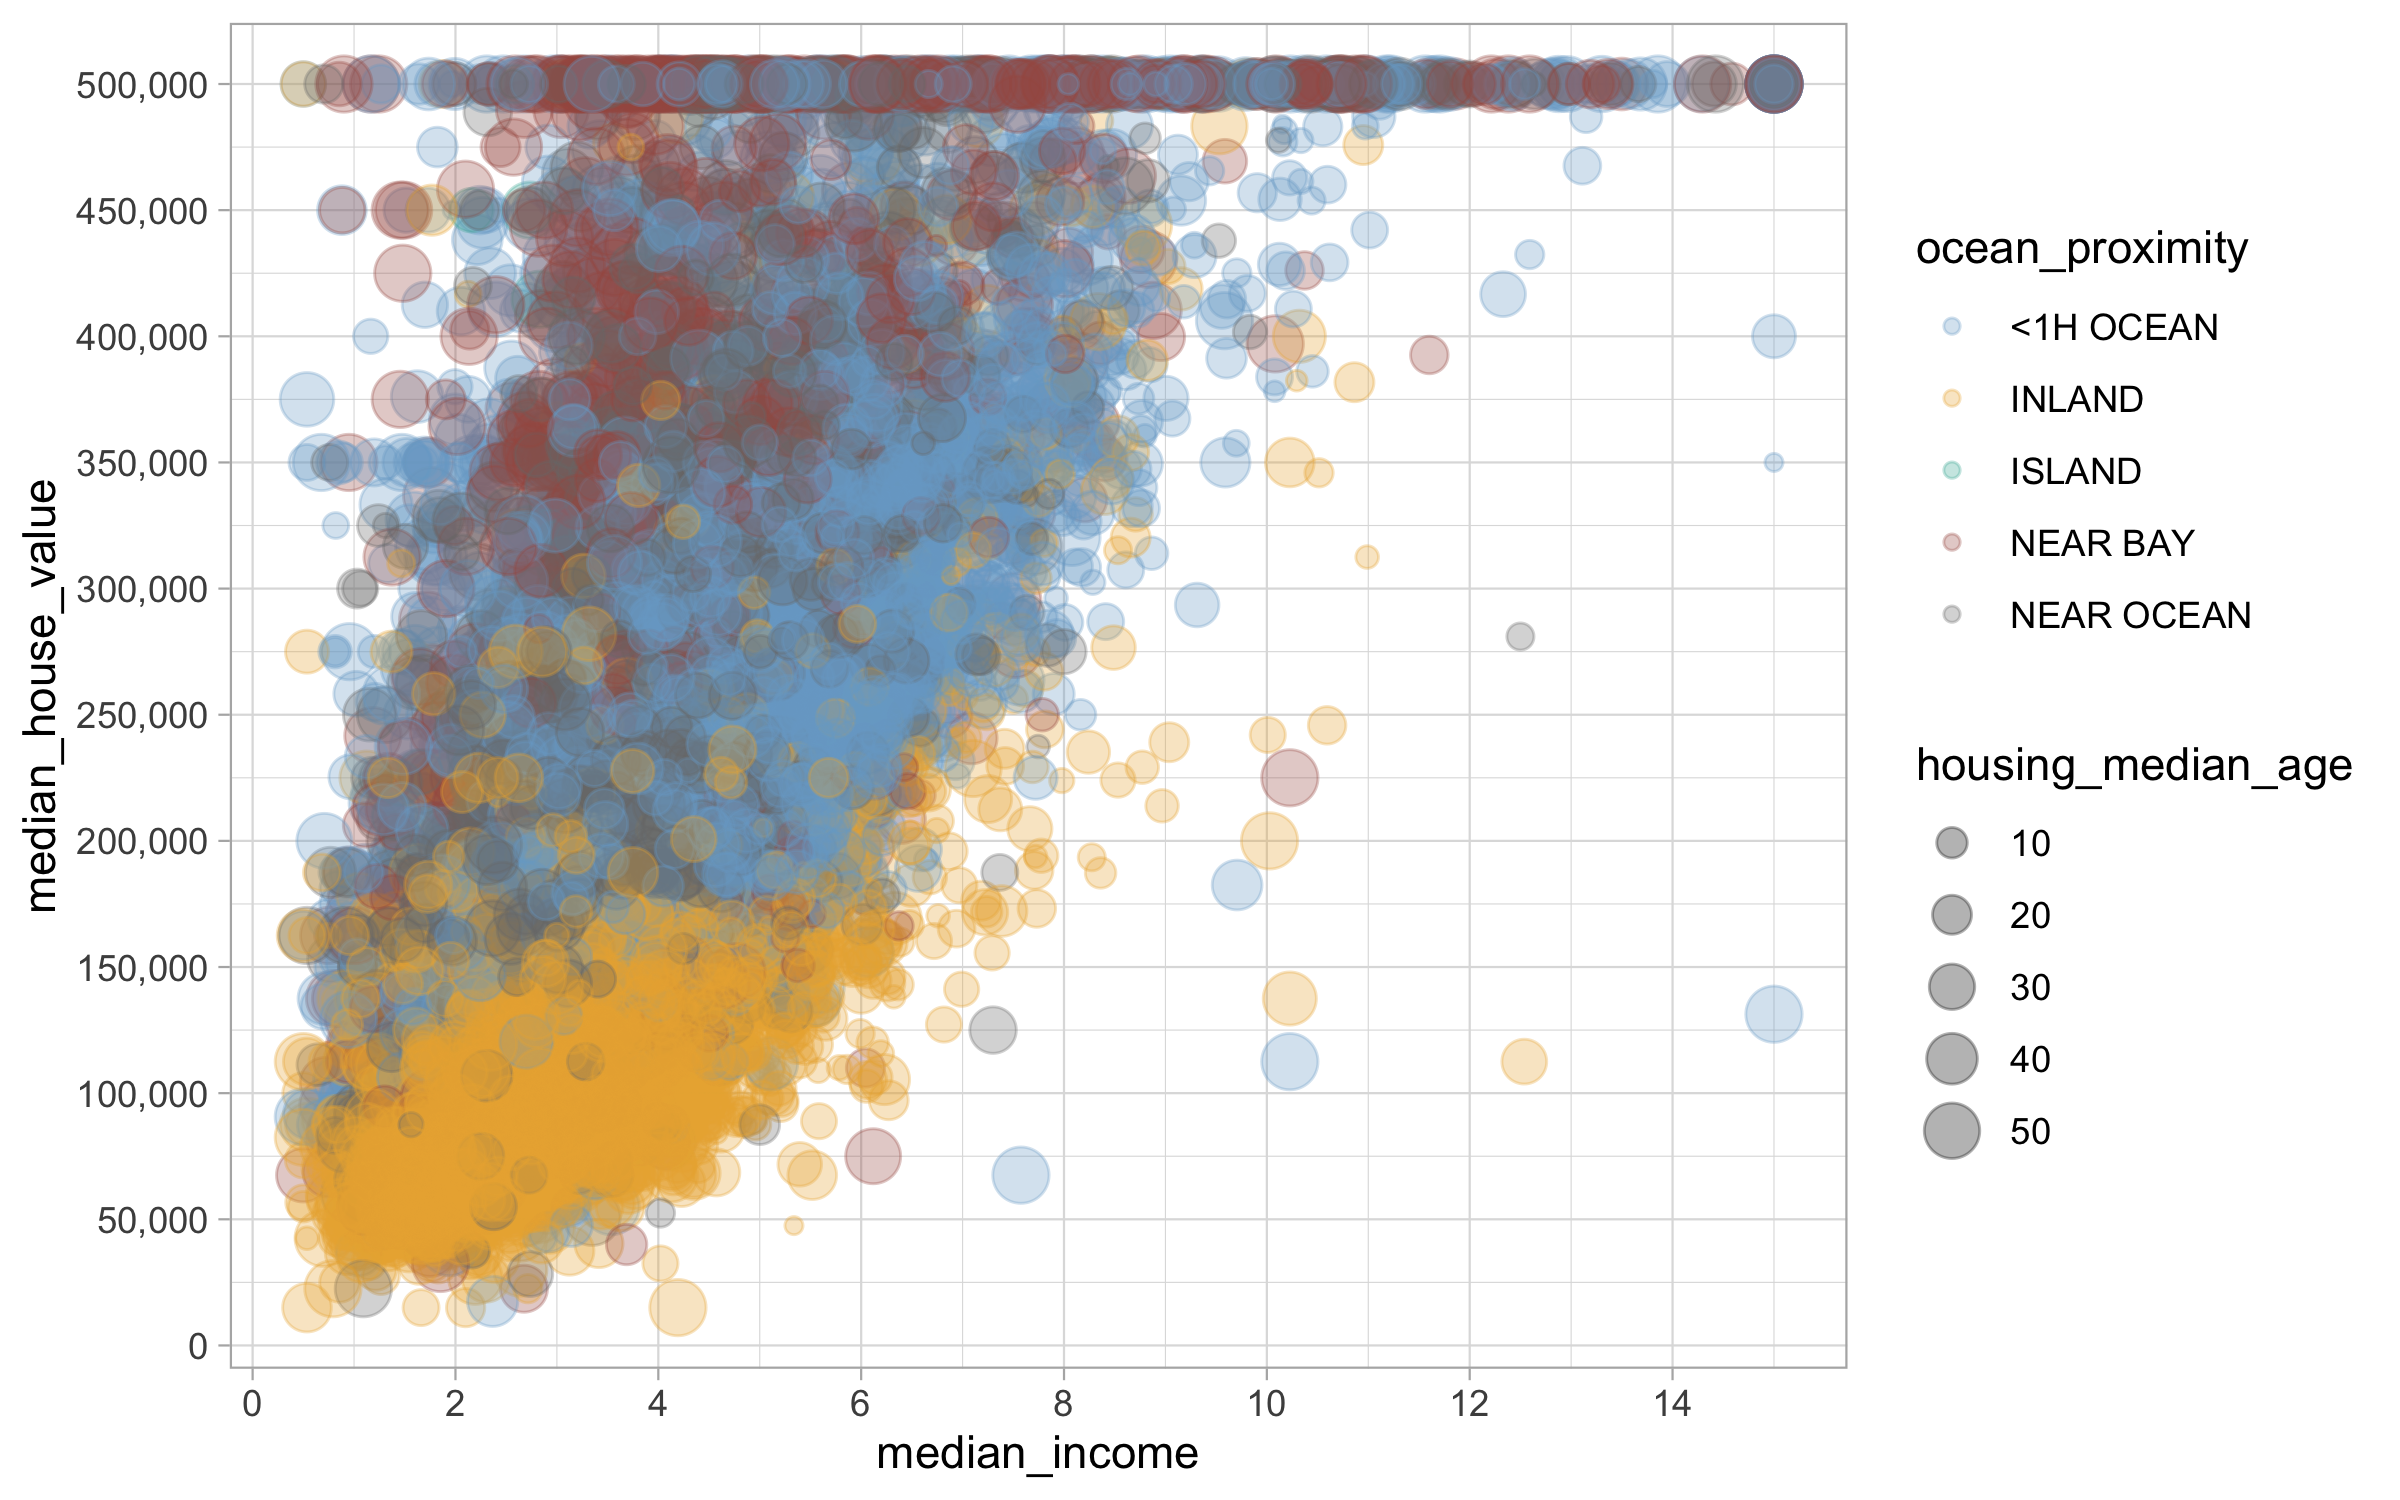 median_house_value
500,000
450,000
400,000
350,000
300,000
250,000
200,000
150,000
100,000
50,000
0
0 2 4 6 8 10 12 14
median_income
ocean_proximity
<1H OCEAN
INLAND
ISLAND
NEAR BAY
NEAR OCEAN
housing_median_age
10
20
30
40
50